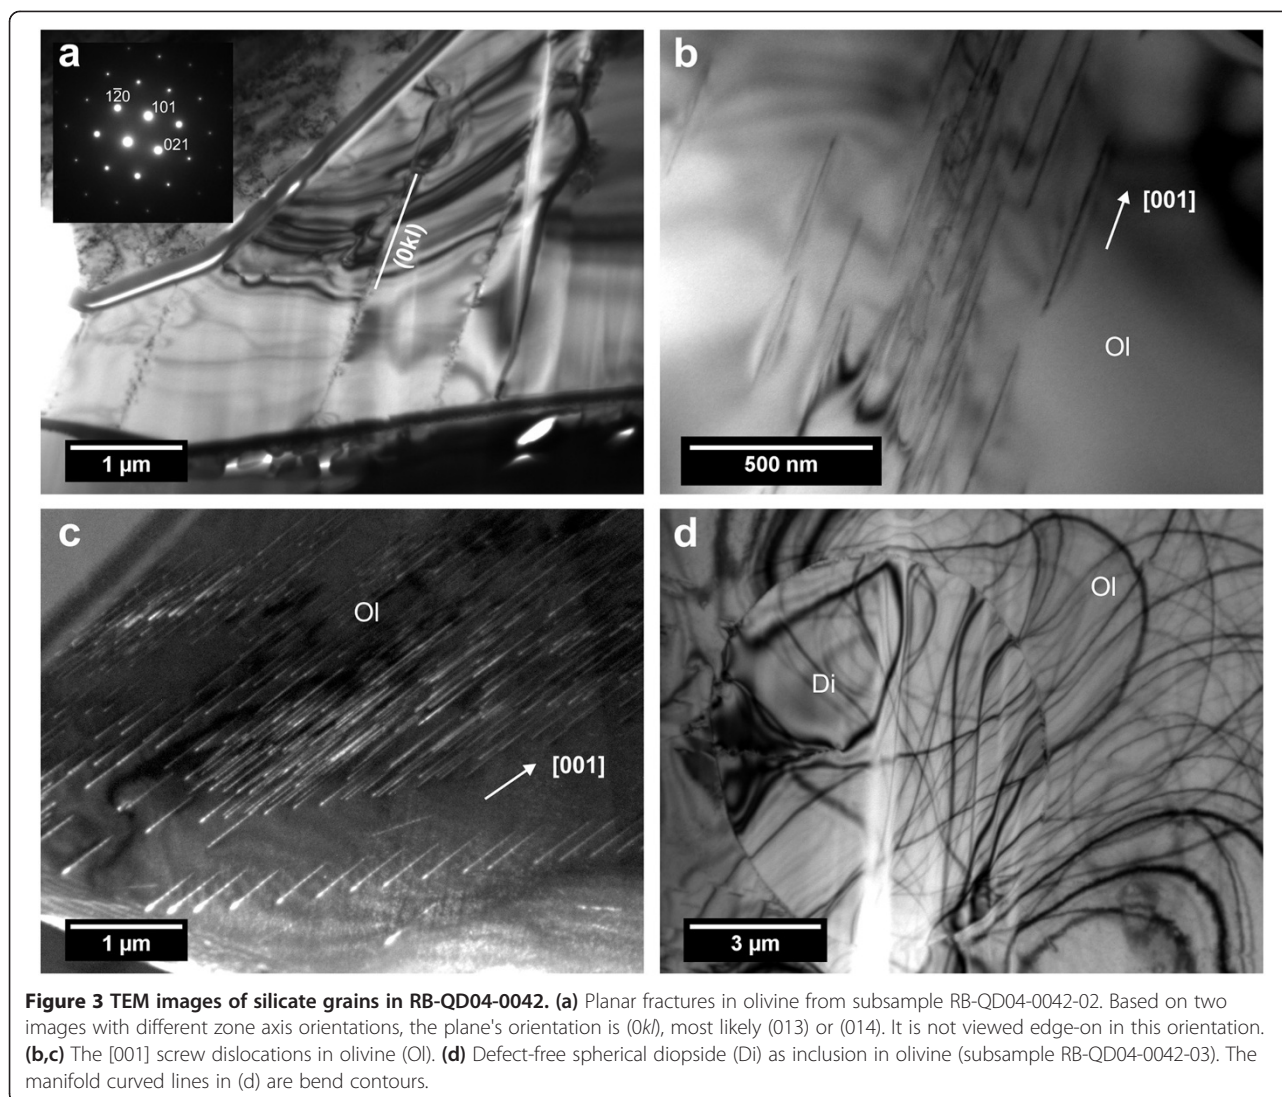 a
12̅0
101
021
(0kl)
1 µm
b
[001]
Ol
500 nm
c
Ol
[001]
1 µm
d
Ol
Di
3 µm
Figure 3 TEM images of silicate grains in RB-QD04-0042. (a) Planar fractures in olivine from subsample RB-QD04-0042-02. Based on two
images with different zone axis orientations, the plane's orientation is (0kl), most likely (013) or (014). It is not viewed edge-on in this orientation.
(b,c) The [001] screw dislocations in olivine (Ol). (d) Defect-free spherical diopside (Di) as inclusion in olivine (subsample RB-QD04-0042-03). The
manifold curved lines in (d) are bend contours.